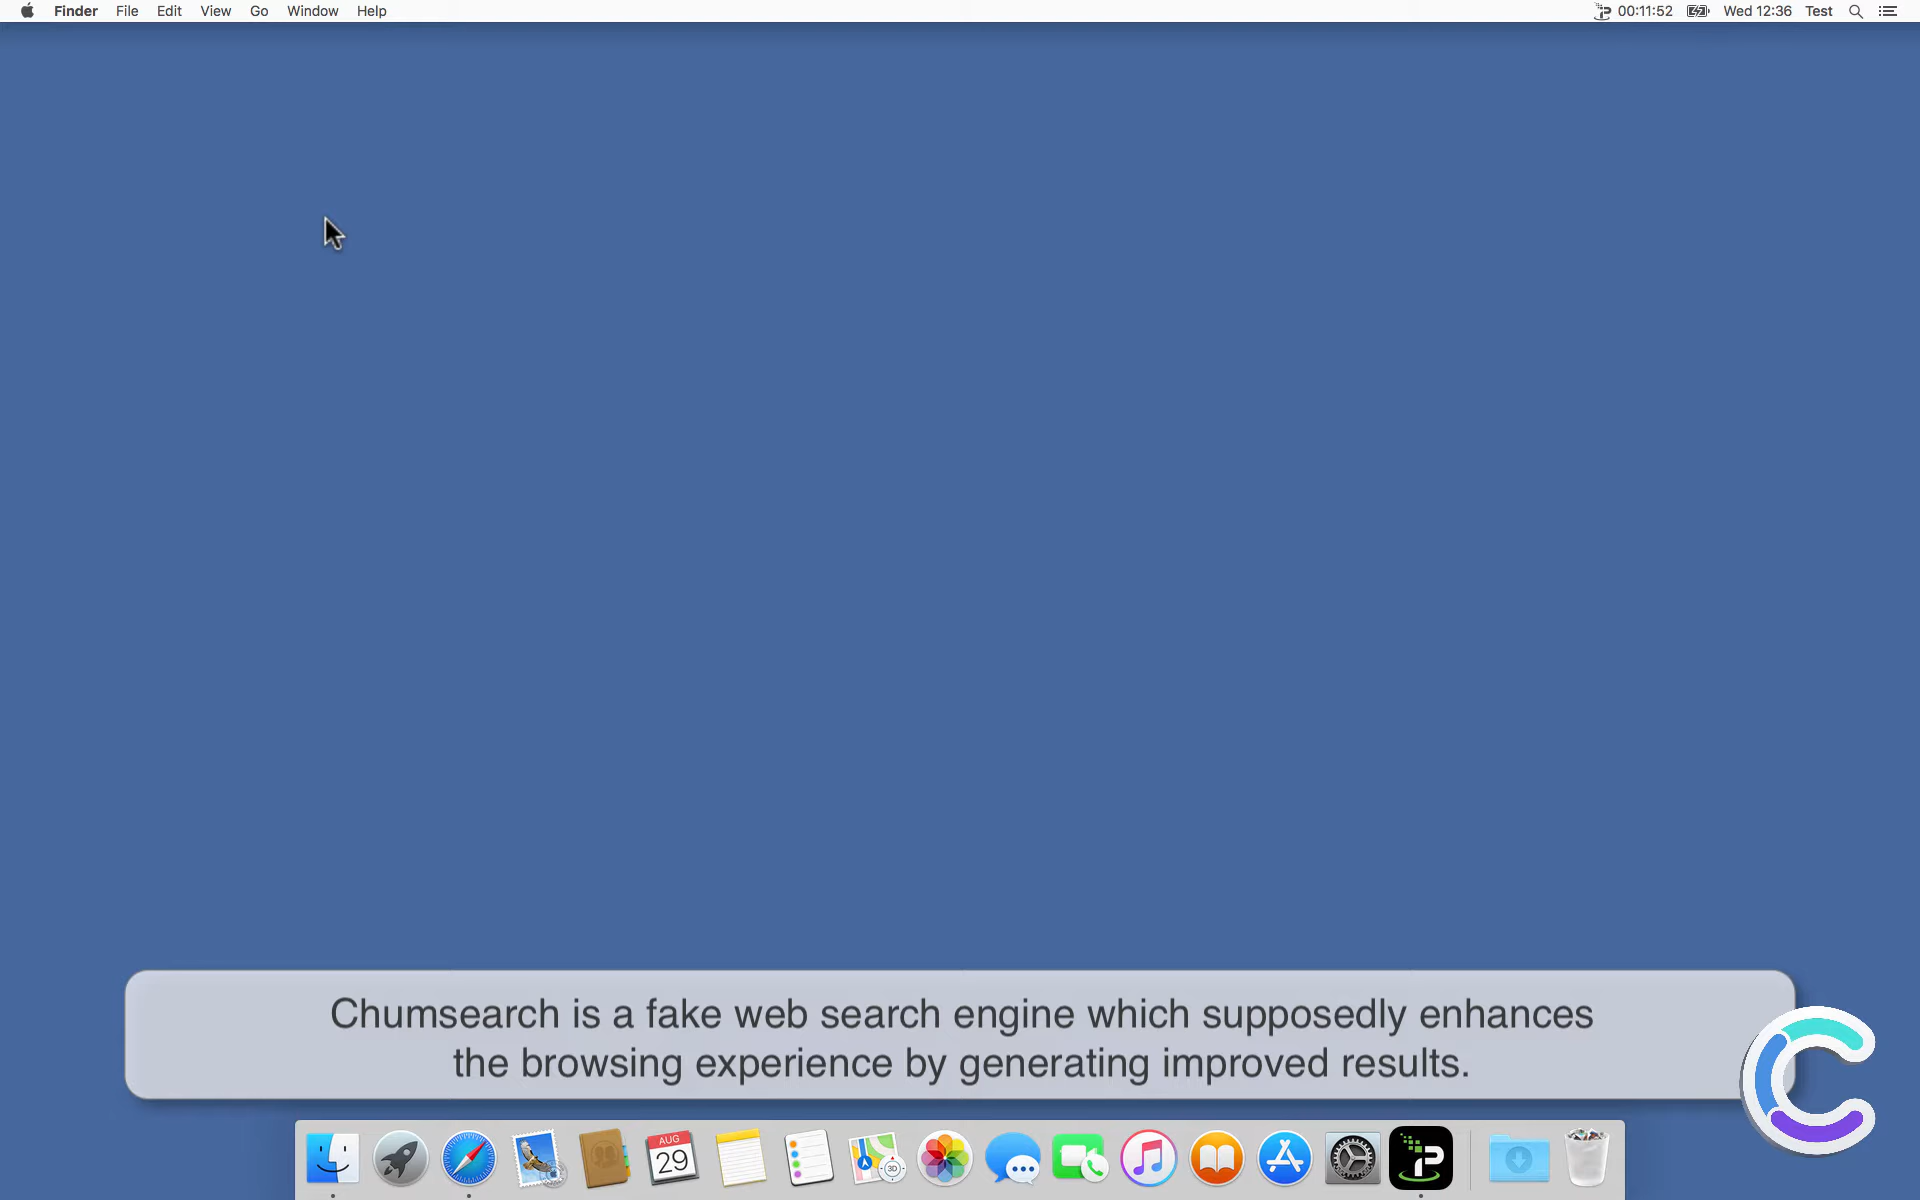 Finder File Edit View Go Window Help 00:11:52 Wed 12:36 Test
Chumsearch is a fake web search engine which supposedly enhances
the browsing experience by generating improved results.
AUG
29
3D